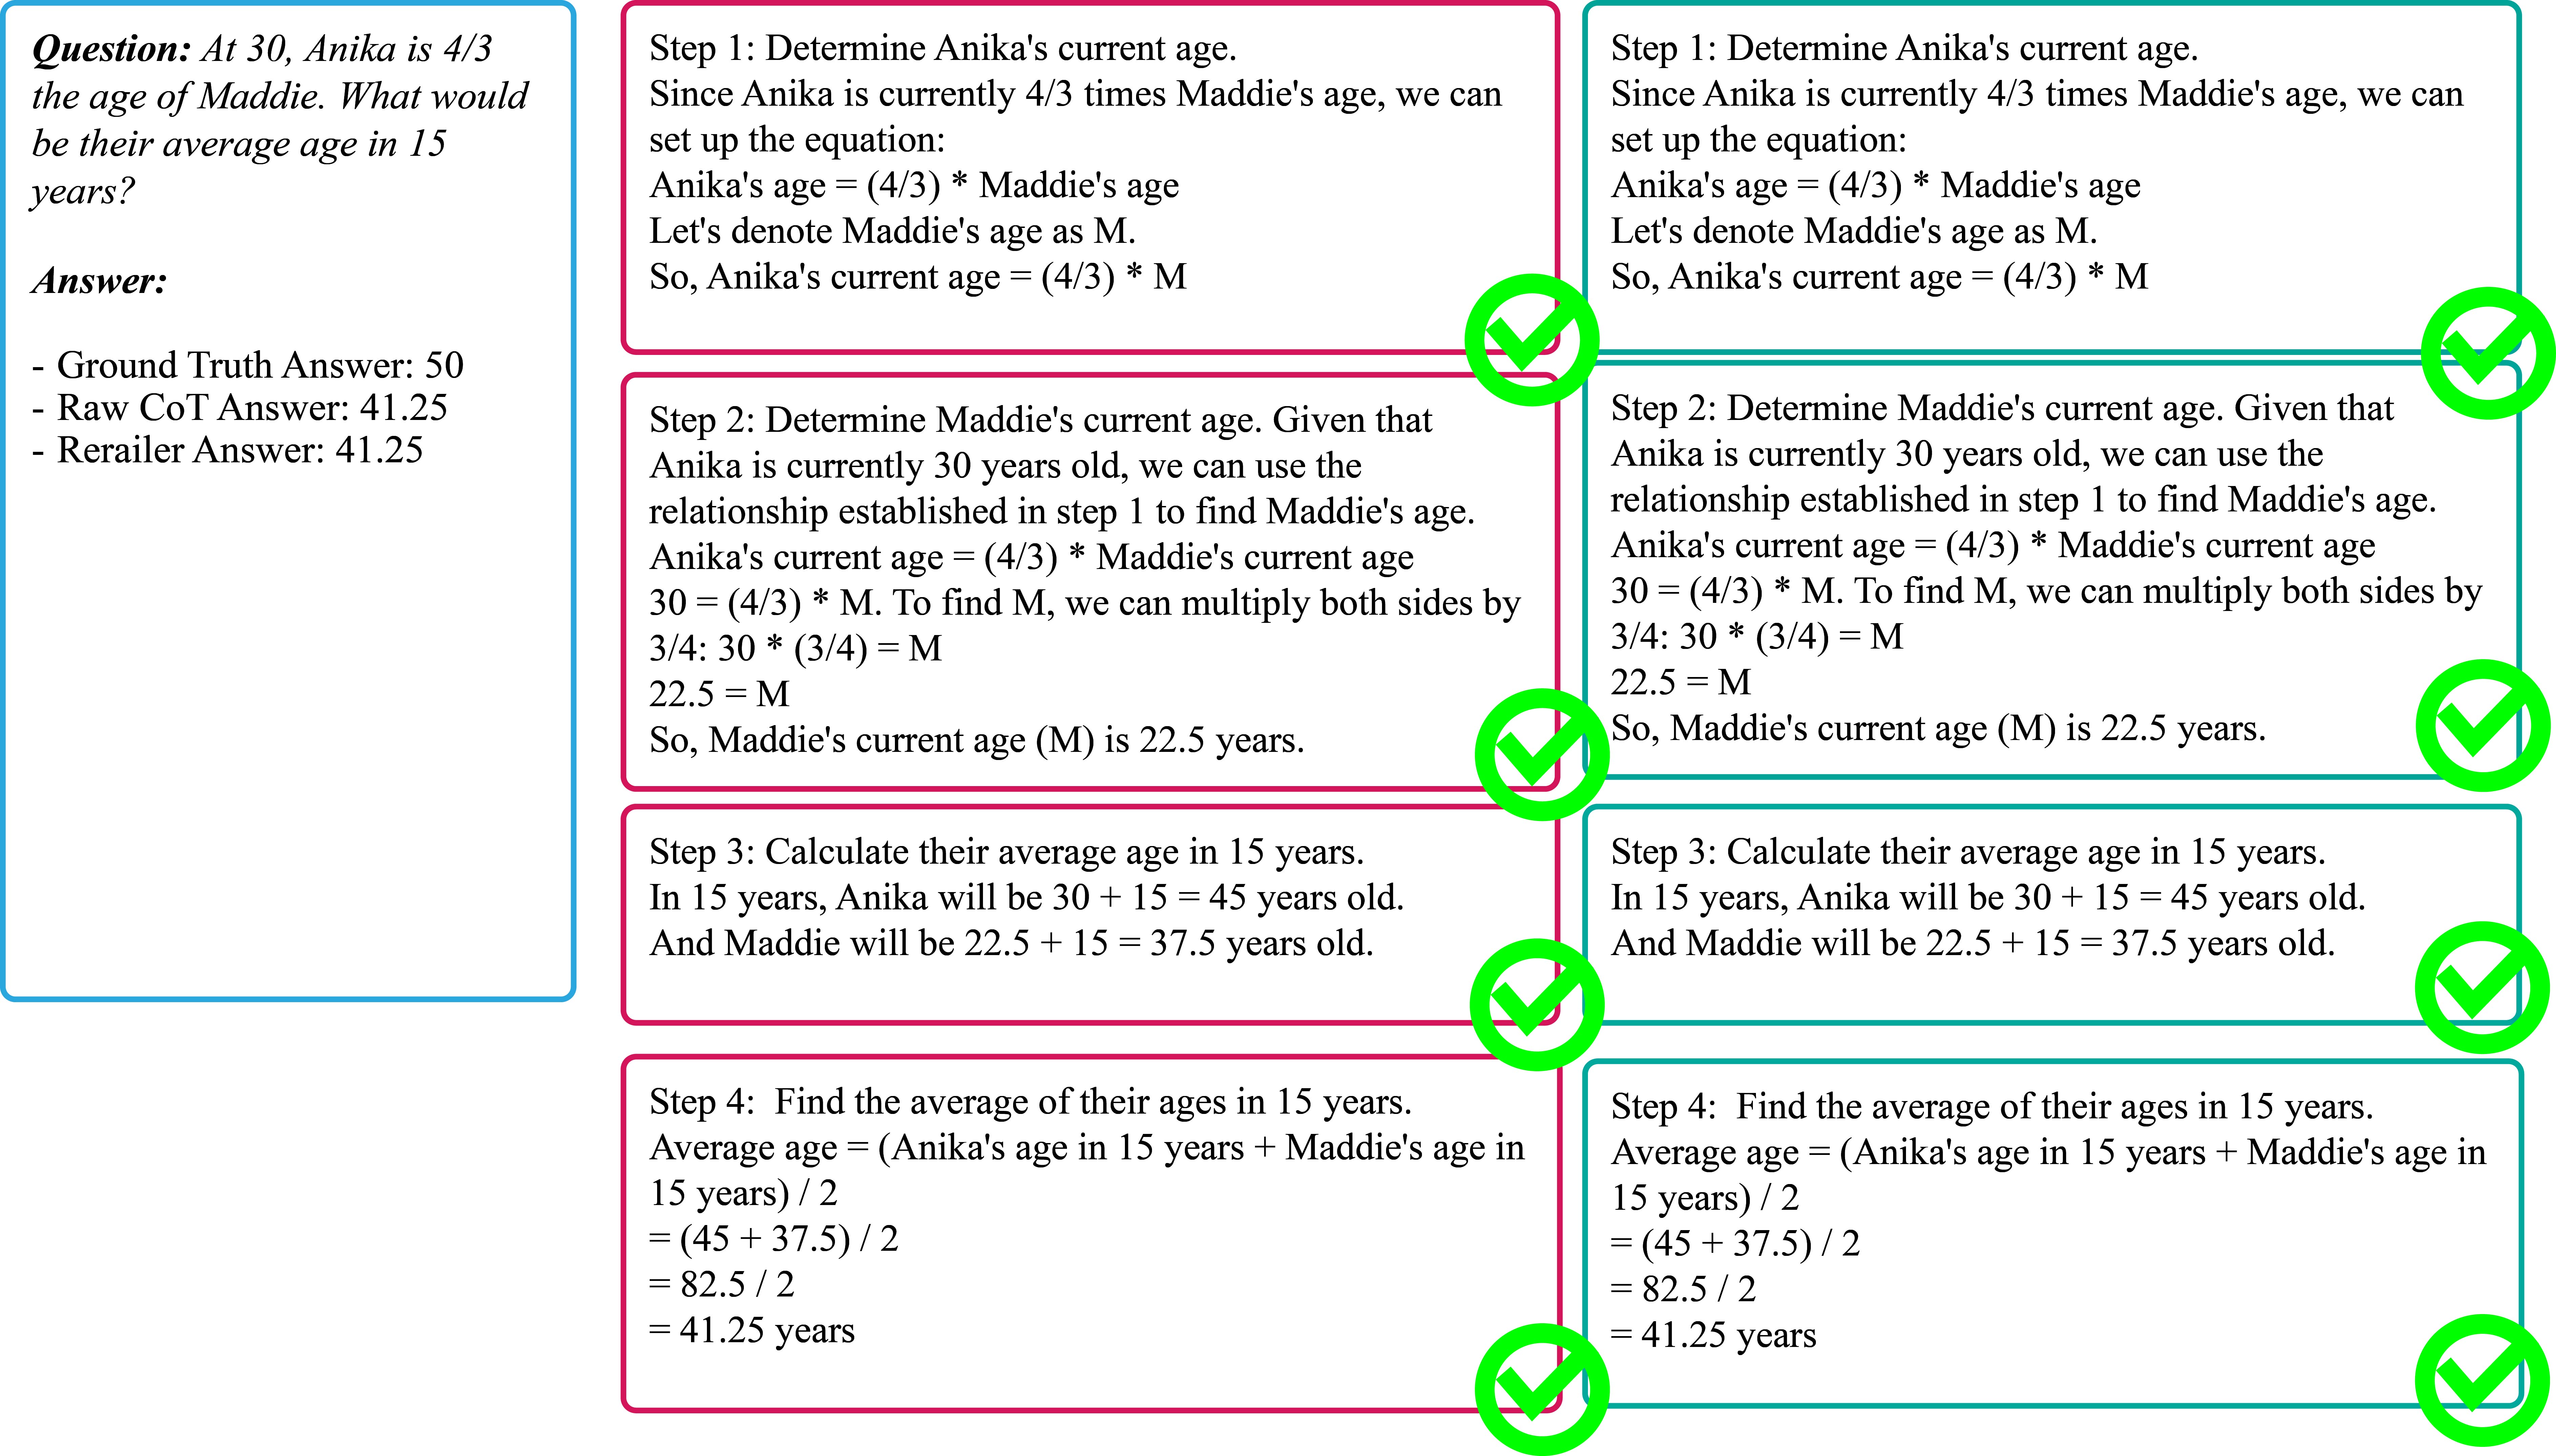 Question: At 30, Anika is 4/3
the age of Maddie. What would
be their average age in 15
years?
Answer:
- Ground Truth Answer: 50
- Raw CoT Answer: 41.25
- Rerailer Answer: 41.25
Step 1: Determine Anika's current age.
Since Anika is currently 4/3 times Maddie's age, we can
set up the equation:
Anika's age = (4/3) * Maddie's age
Let's denote Maddie's age as M.
So, Anika's current age = (4/3) * M
Step 2: Determine Maddie's current age. Given that
Anika is currently 30 years old, we can use the
relationship established in step 1 to find Maddie's age.
Anika's current age = (4/3) * Maddie's current age
30 = (4/3) * M. To find M, we can multiply both sides by
3/4: 30 * (3/4) = M
22.5 = M
So, Maddie's current age (M) is 22.5 years.
Step 3: Calculate their average age in 15 years.
In 15 years, Anika will be 30 + 15 = 45 years old.
And Maddie will be 22.5 + 15 = 37.5 years old.
Step 4:  Find the average of their ages in 15 years.
Average age = (Anika's age in 15 years + Maddie's age in
15 years) / 2
= (45 + 37.5) / 2
= 82.5 / 2
= 41.25 years
Step 1: Determine Anika's current age.
Since Anika is currently 4/3 times Maddie's age, we can
set up the equation:
Anika's age = (4/3) * Maddie's age
Let's denote Maddie's age as M.
So, Anika's current age = (4/3) * M
Step 2: Determine Maddie's current age. Given that
Anika is currently 30 years old, we can use the
relationship established in step 1 to find Maddie's age.
Anika's current age = (4/3) * Maddie's current age
30 = (4/3) * M. To find M, we can multiply both sides by
3/4: 30 * (3/4) = M
22.5 = M
So, Maddie's current age (M) is 22.5 years.
Step 3: Calculate their average age in 15 years.
In 15 years, Anika will be 30 + 15 = 45 years old.
And Maddie will be 22.5 + 15 = 37.5 years old.
Step 4:  Find the average of their ages in 15 years.
Average age = (Anika's age in 15 years + Maddie's age in
15 years) / 2
= (45 + 37.5) / 2
= 82.5 / 2
= 41.25 years